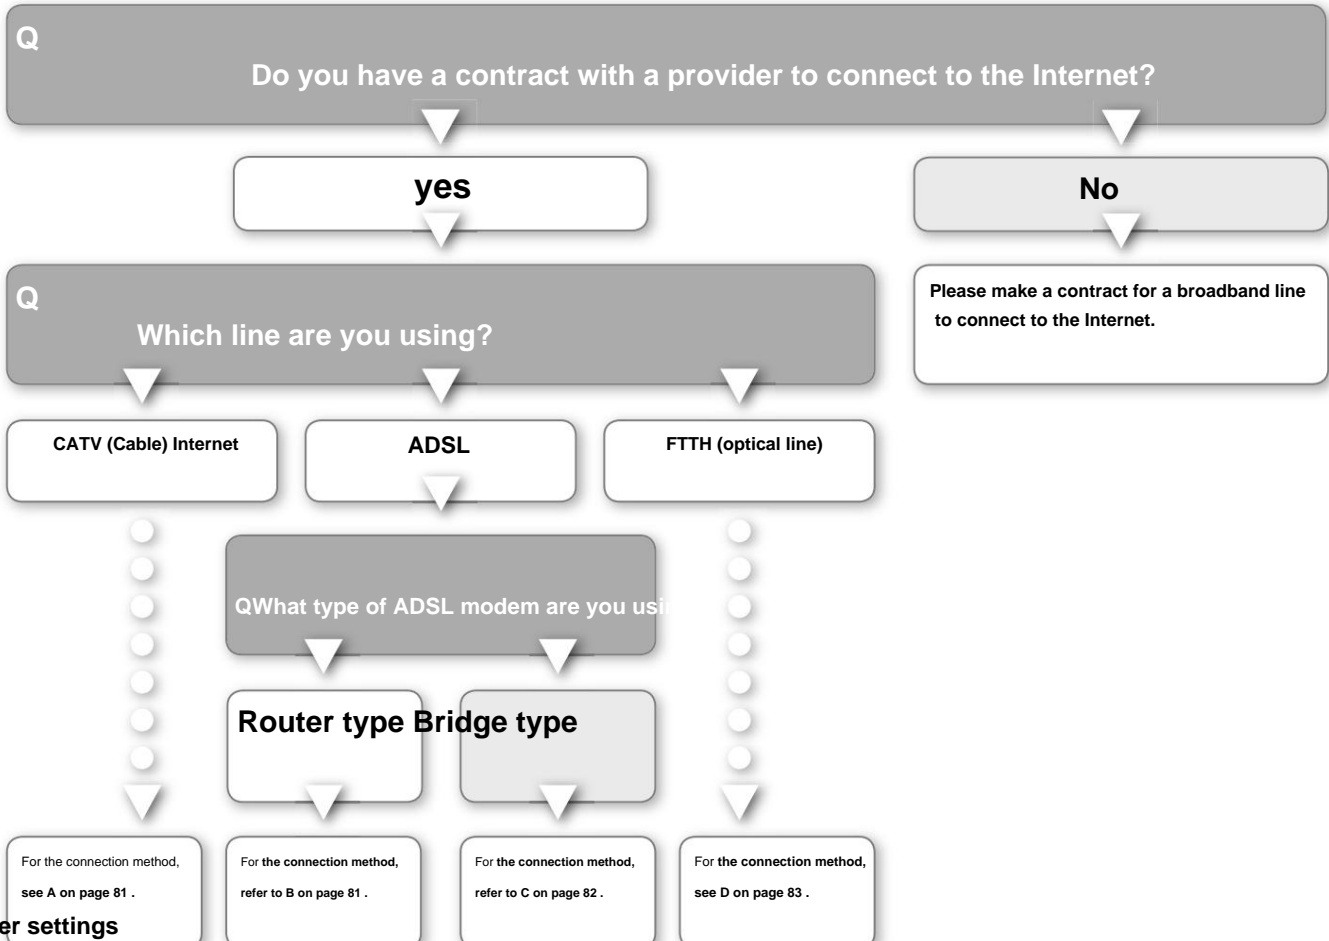 Q
Do you have a contract with a provider to connect to the Internet?
yes
No
Q
Which line are you using?
Please make a contract for a broadband line
to connect to the Internet.
CATV (Cable) Internet
ADSL
FTTH (optical line)
QWhat type of ADSL modem are you usi
Router type Bridge type
For the connection method,
see A on page 81 .
For the connection method,
refer to B on page 81 .
For the connection method,
refer to C on page 82 .
For the connection method,
see D on page 83 .
er settings